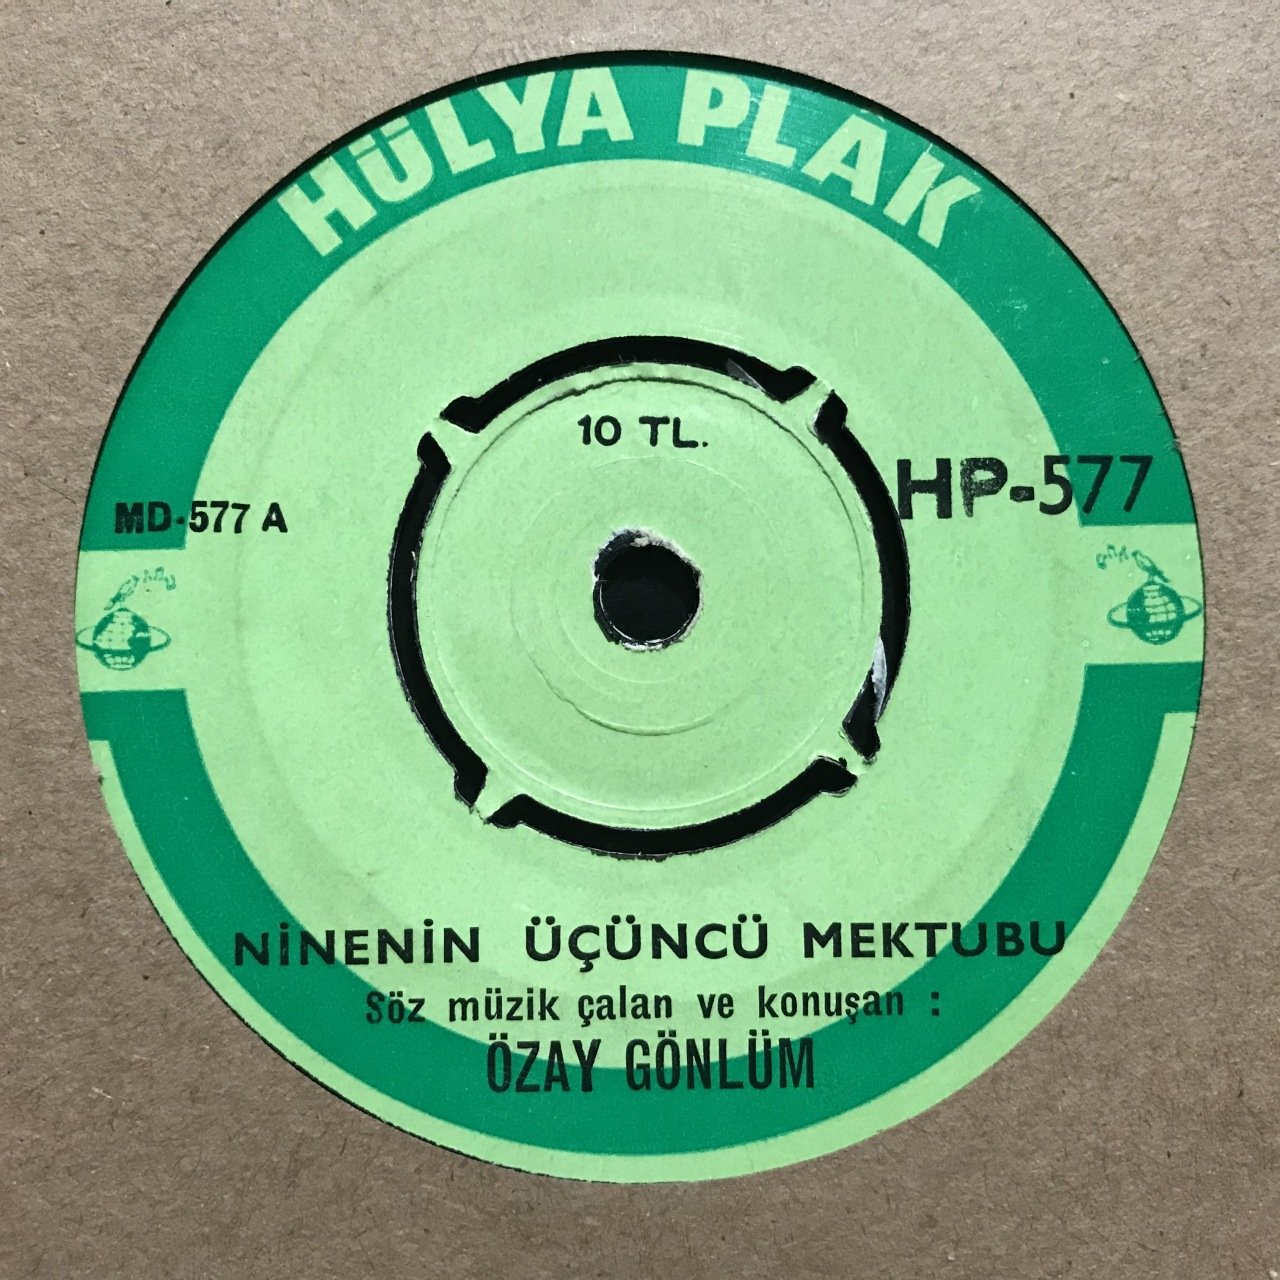 HÜLYA PLAK
10 TL.
MD-577 A
HP-577
NİNENİN ÜÇÜNCÜ MEKTUBU
Söz müzik çalan ve konuşan :
ÖZAY GÖNLÜM